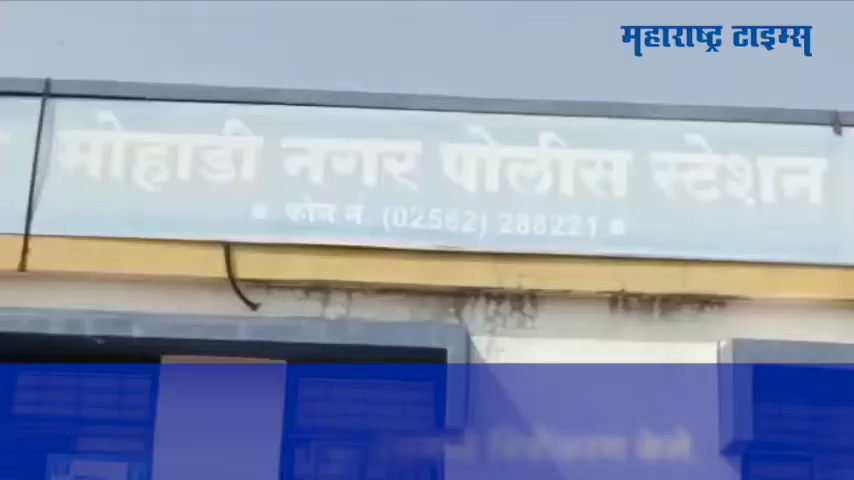 महाराष्ट्र टाइम्स
मोहाडी नगर पोलीस स्टेशन
फोन नं. (02562) 288221
केले.